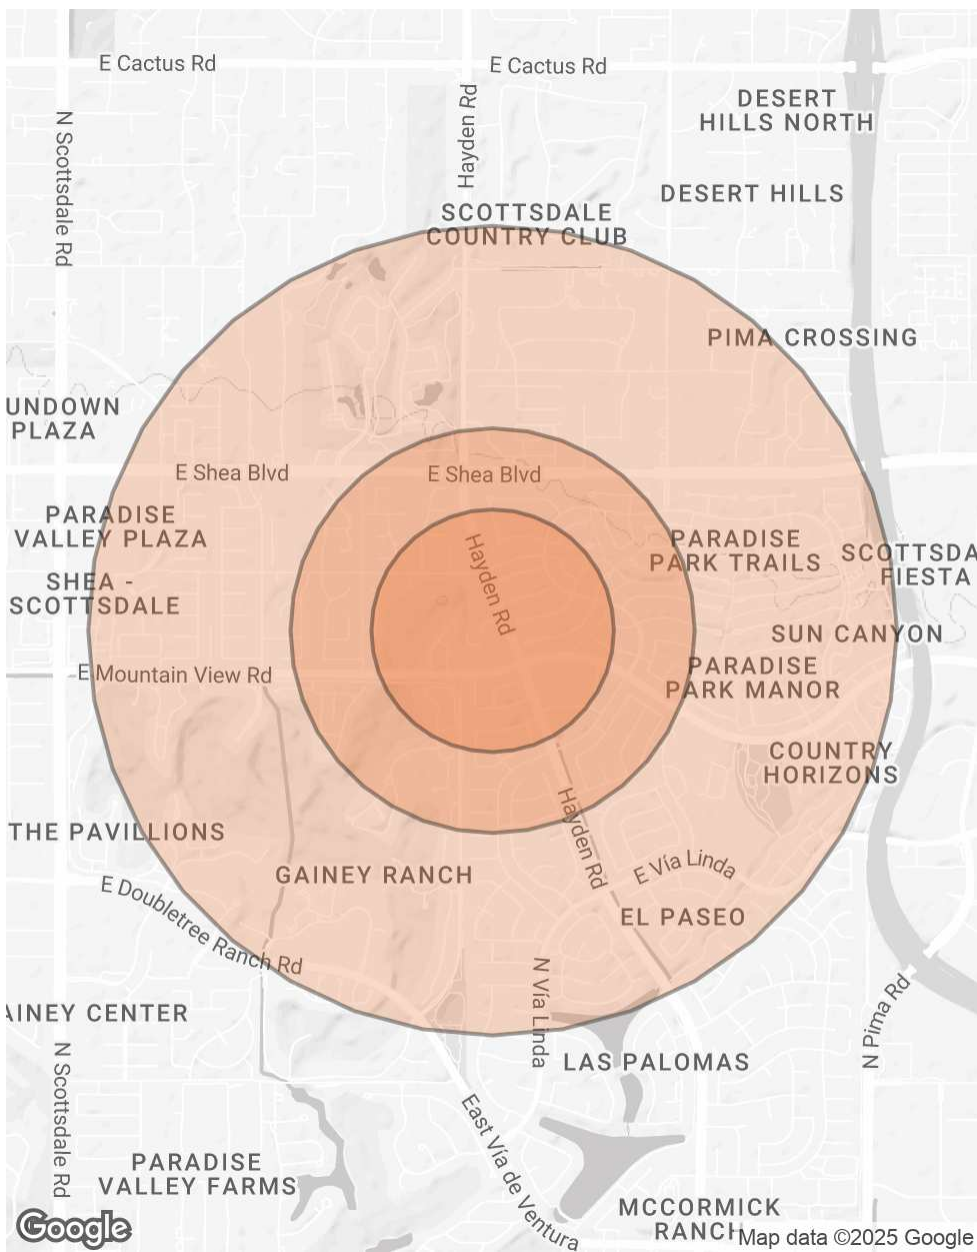 E Cactus Rd
E Cactus Rd
Hayden Rd
DESERT
HILLS NORTH
N Scottsdale Rd
DESERT HILLS
SCOTTSDALE
COUNTRY CLUB
PIMA CROSSING
UNDOWN
PLAZA
E Shea Blvd
E Shea Blvd
PARADISE
VALLEY PLAZA
PARADISE
PARK TRAILS
SCOTTSDA
FIESTA
Hayden Rd
SHEA -
SCOTTSDALE
SUN CANYON
E Mountain View Rd
PARADISE
PARK MANOR
COUNTRY
HORIZONS
THE PAVILLIONS
Hayden Rd
E Vía Linda
GAINEY RANCH
E Doubletree Ranch Rd
EL PASEO
N Vía Linda
AINEY CENTER
N Pima Rd
N Scottsdale Rd
LAS PALOMAS
East Vía de Ventura
PARADISE
VALLEY FARMS
MCCORMICK
RANCH
Google
Map data ©2025 Google